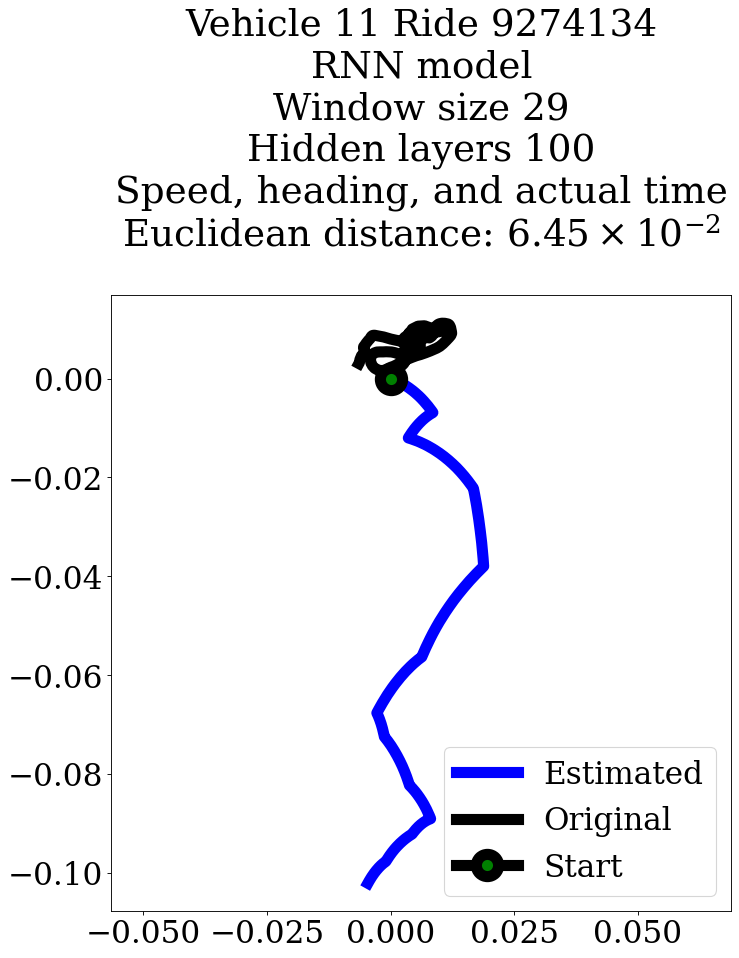 Vehicle 11 Ride 9274134
RNN model
Window size 29
Hidden layers 100
Speed, heading, and actual time
Euclidean distance: 6.45 × 10⁻²
0.00
−0.02
−0.04
−0.06
−0.08
−0.10
Estimated
Original
Start
−0.050 −0.025 0.000 0.025 0.050